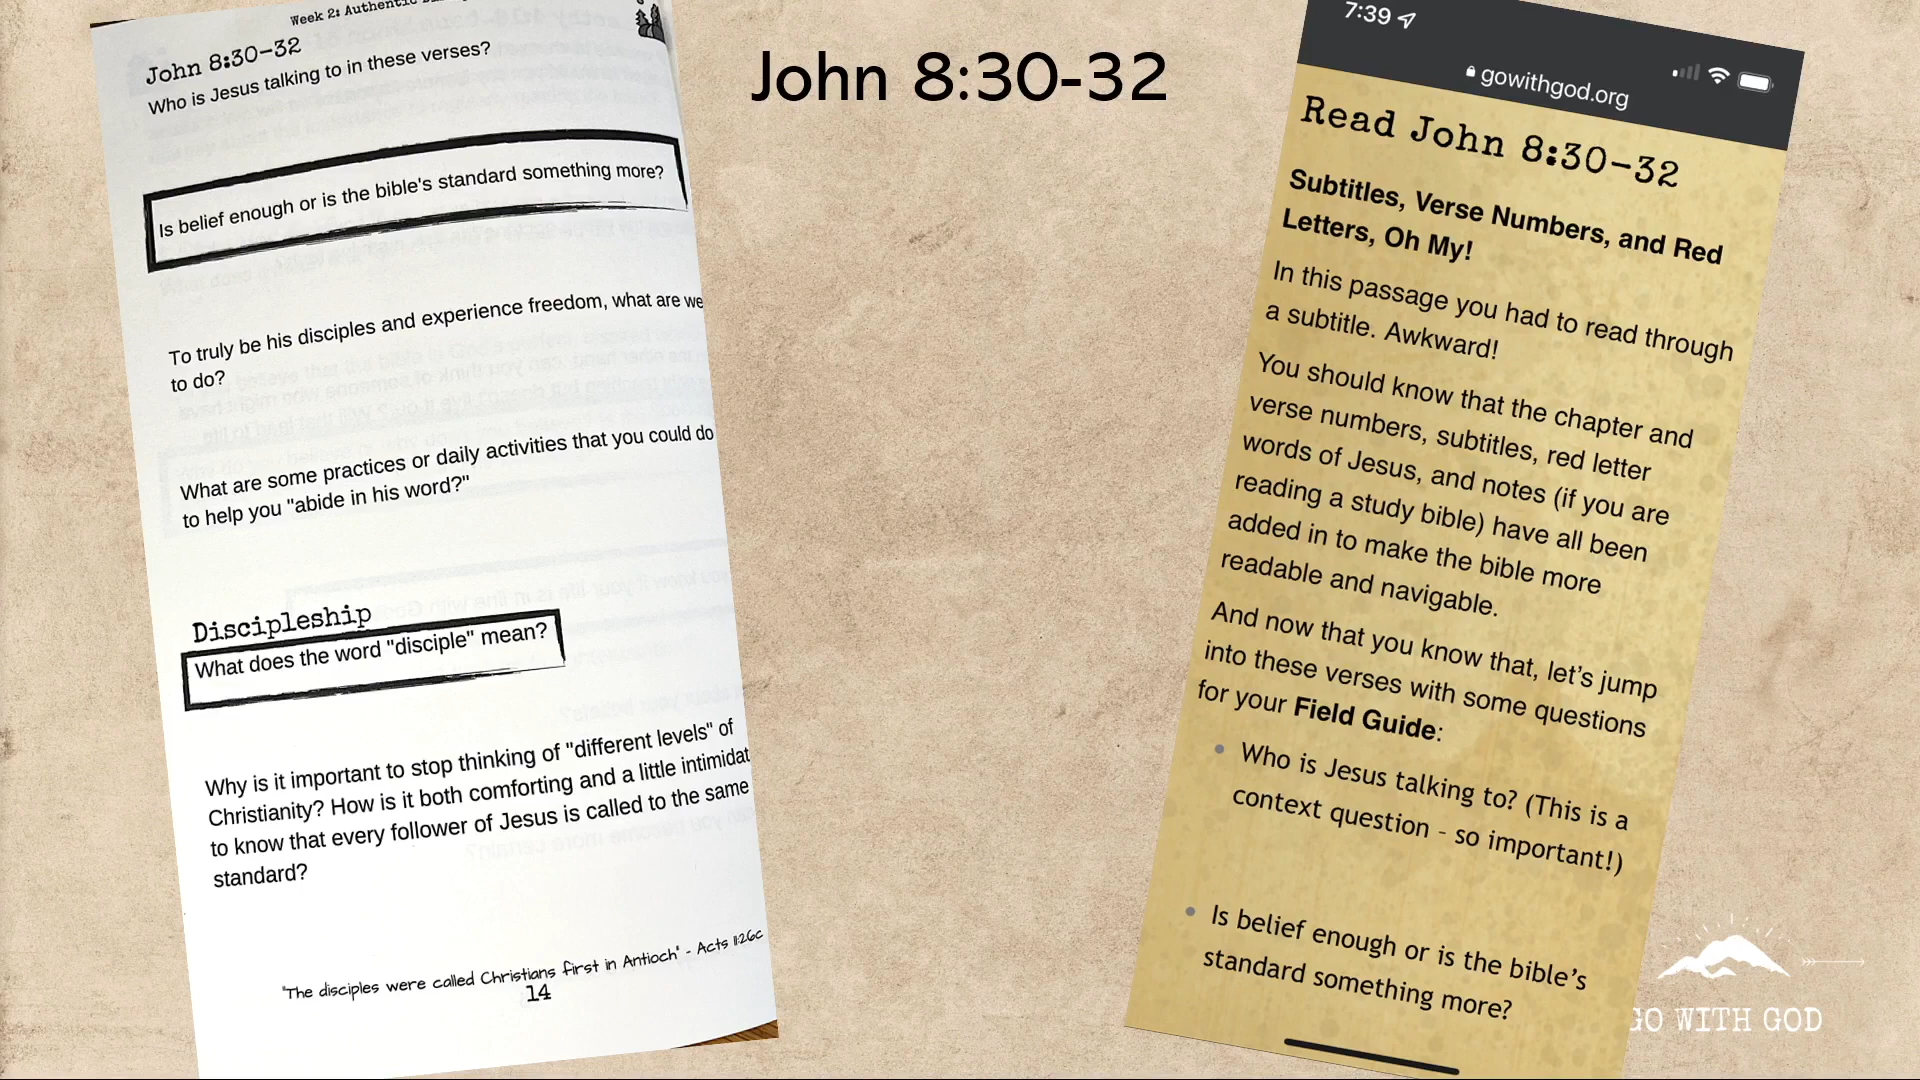 Week 2: Authentic
John 8:30-32
Who is Jesus talking to in these verses?
Is belief enough or is the bible's standard something more?
To truly be his disciples and experience freedom, what are we
to do?
What are some practices or daily activities that you could do
to help you "abide in his word?"
Discipleship
What does the word "disciple" mean?
Why is it important to stop thinking of "different levels" of
Christianity? How is it both comforting and a little intimidat
to know that every follower of Jesus is called to the same
standard?
"The disciples were called Christians first in Antioch" - Acts 11:26c
14
John 8:30-32
7:39
gowithgod.org
Read John 8:30-32
Subtitles, Verse Numbers, and Red
Letters, Oh My!
In this passage you had to read through
a subtitle. Awkward!
You should know that the chapter and
verse numbers, subtitles, red letter
words of Jesus, and notes (if you are
reading a study bible) have all been
added in to make the bible more
readable and navigable.
And now that you know that, let's jump
into these verses with some questions
for your Field Guide:
• Who is Jesus talking to? (This is a
context question - so important!)
• Is belief enough or is the bible's
standard something more?
GO WITH GOD